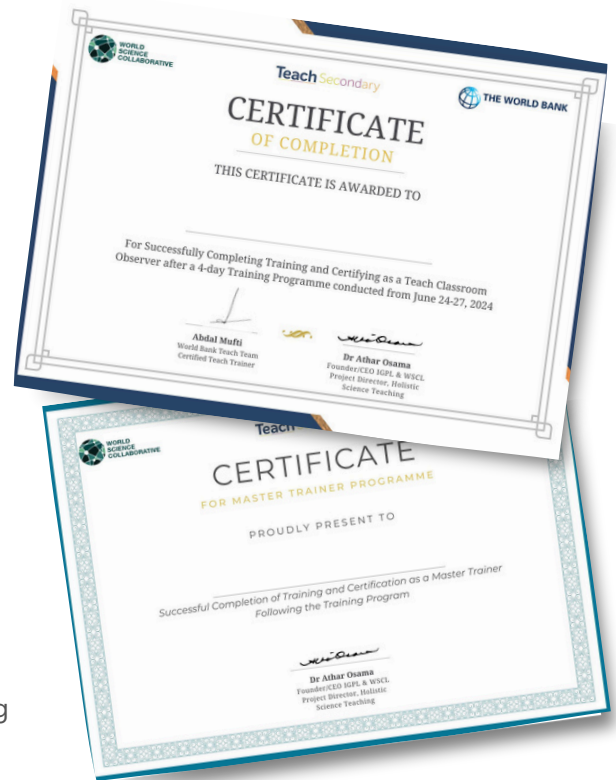 WORLD
SCIENCE
COLLABORATIVE
Teach Secondary
THE WORLD BANK
CERTIFICATE
OF COMPLETION
THIS CERTIFICATE IS AWARDED TO
For Successfully Completing Training and Certifying as a Teach Classroom
Observer after a 4-day Training Programme conducted from June 24-27, 2024
Abdal Mufti
World Bank Teach Team
Certified Teach Trainer
Dr Athar Osama
Founder/CEO IGPL & WSCL
Project Director, Holistic
Science Teaching
WORLD
SCIENCE
COLLABORATIVE
Teach
CERTIFICATE
FOR MASTER TRAINER PROGRAMME
PROUDLY PRESENT TO
Successful Completion of Training and Certification as a Master Trainer
Following the Training Program
Dr Athar Osama
Founder/CEO IGPL & WSCL
Project Director, Holistic
Science Teaching
g